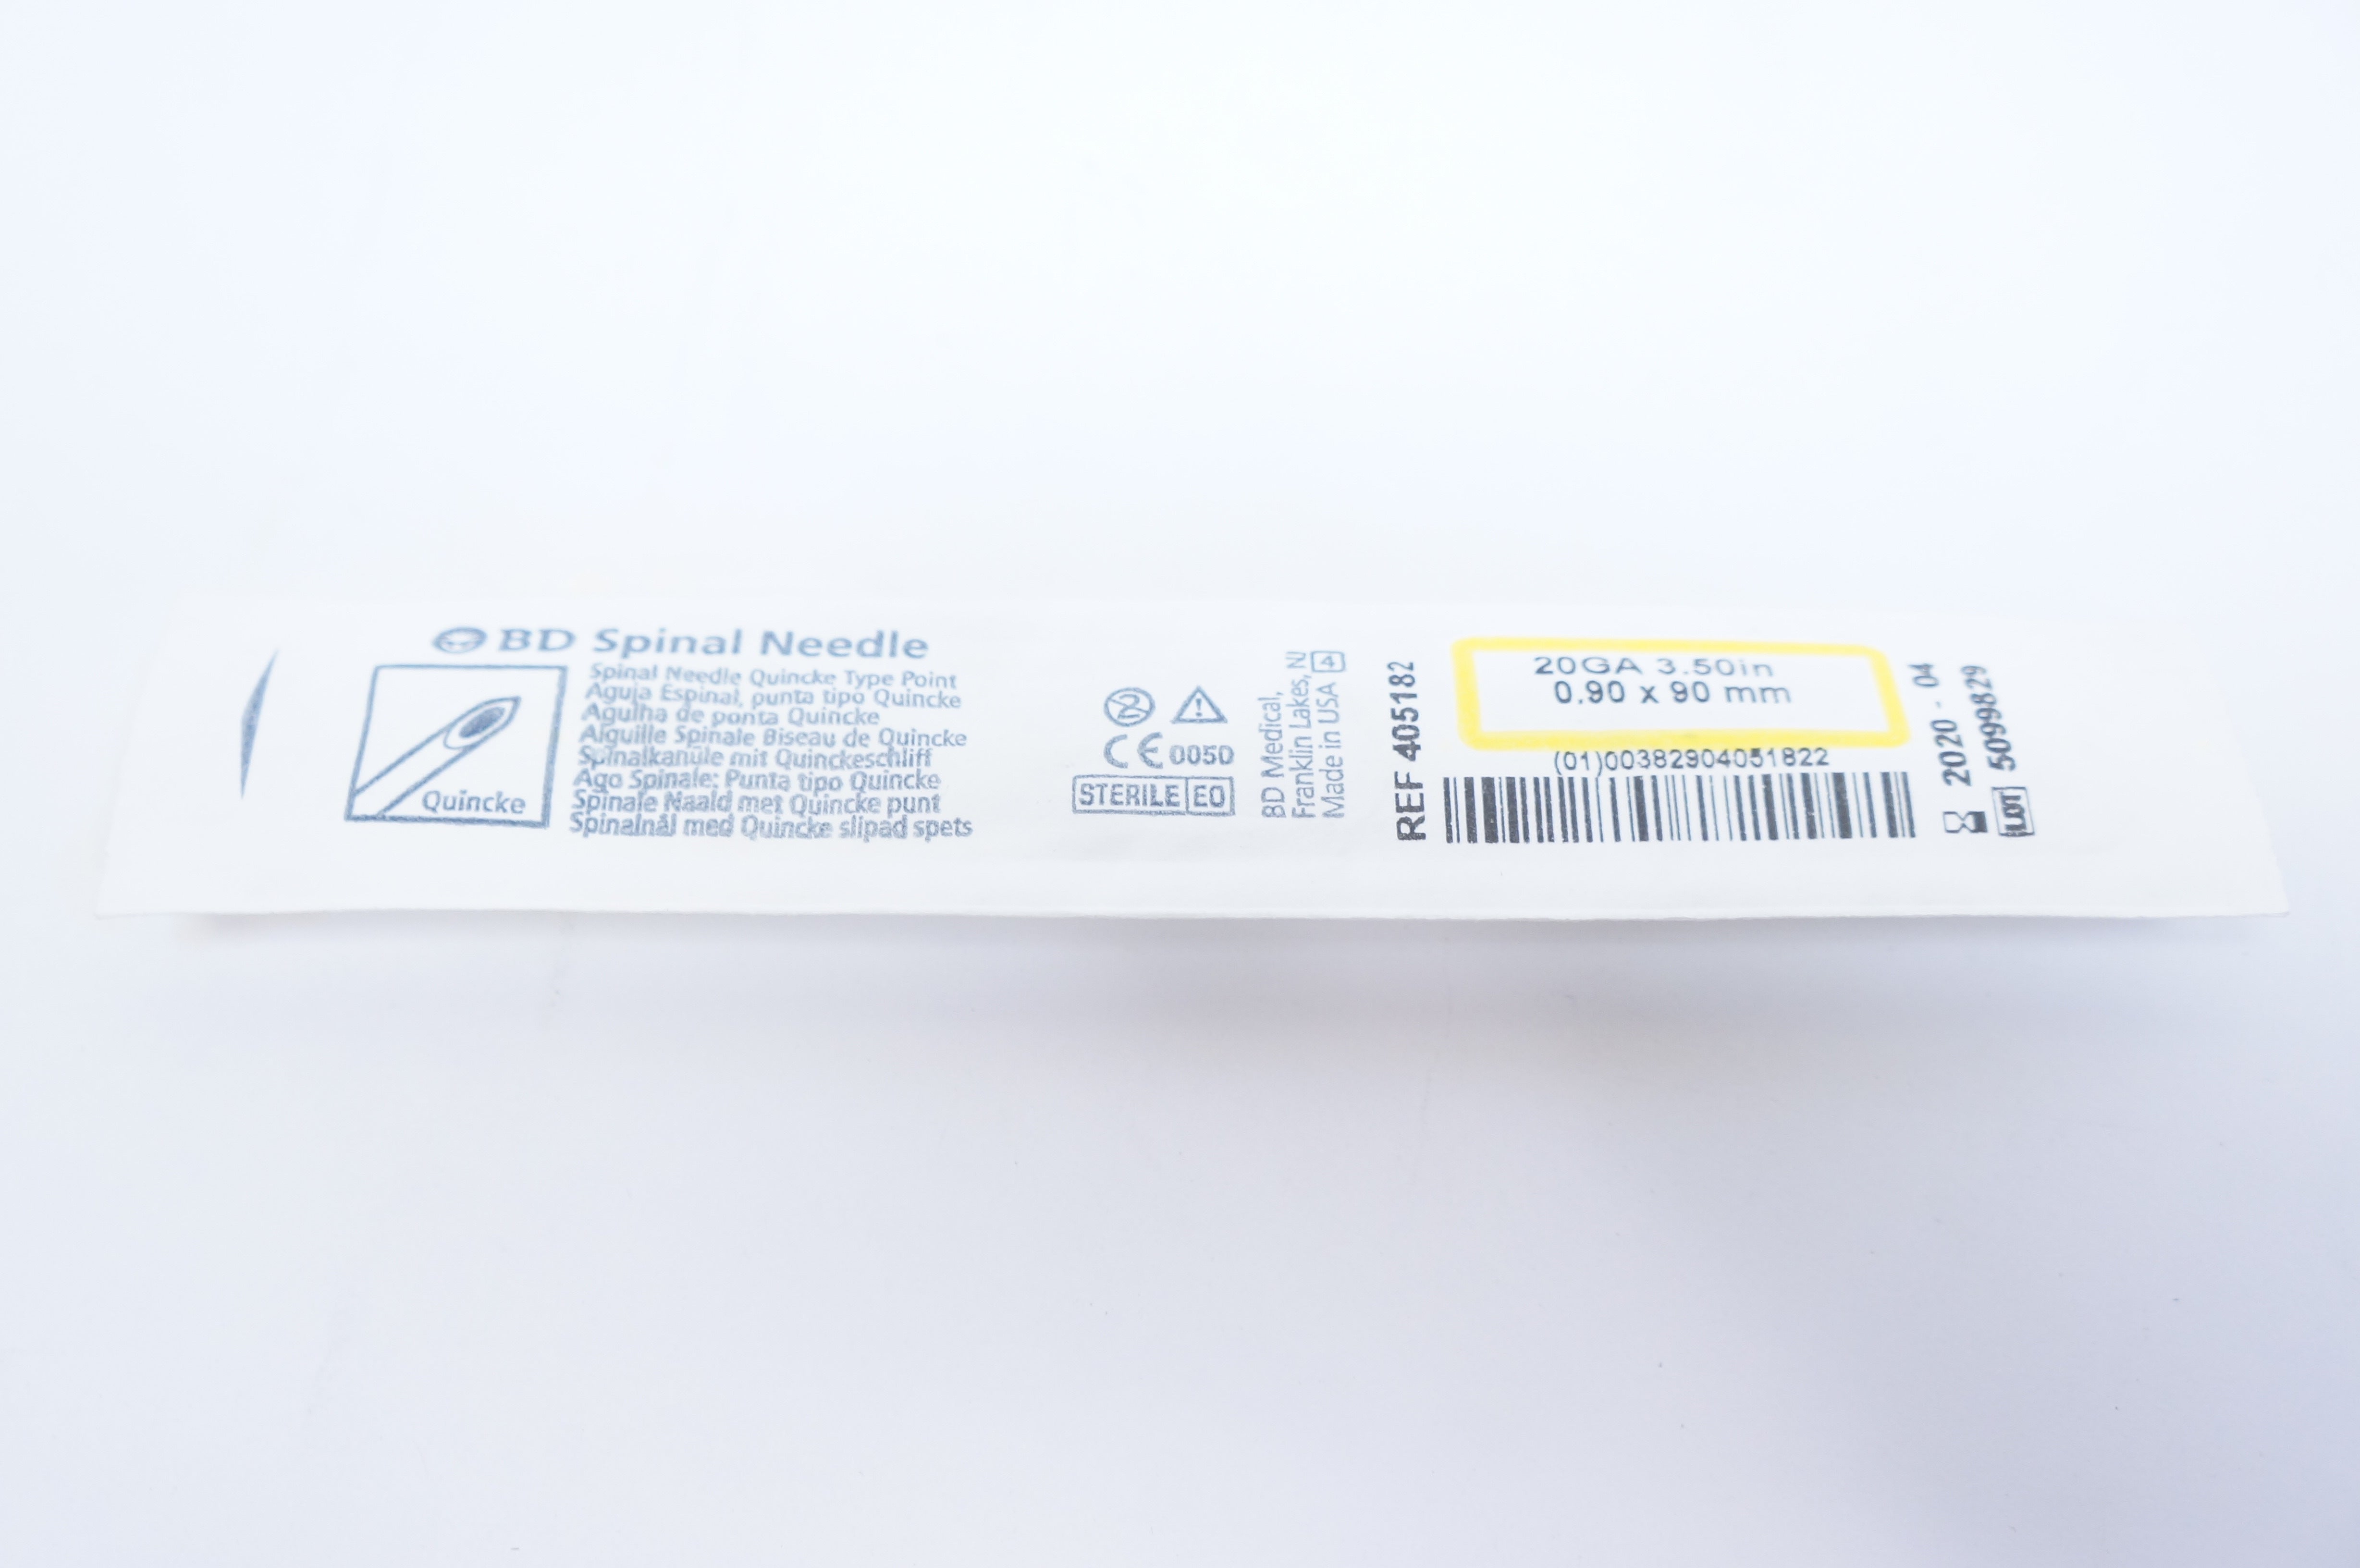 BD Spinal Needle
Spinal Needle Quincke Type Point
Aguja Espinal, punta tipo Quincke
Agulha de ponta Quincke
Aiguille Spinale Biseau de Quincke
Spinalkanüle mit Quinckeschliff
Ago Spinale: Punta tipo Quincke
Spinale Naald met Quincke punt
Spinalnål med Quincke slipad spets
Quincke
2
CE 0050
STERILE EO
BD Medical,
Franklin Lakes, NJ
Made in USA 4
REF 405182
20GA 3.50in
0.90 x 90 mm
(01)00382904051822
2020 - 04
LOT 5099829